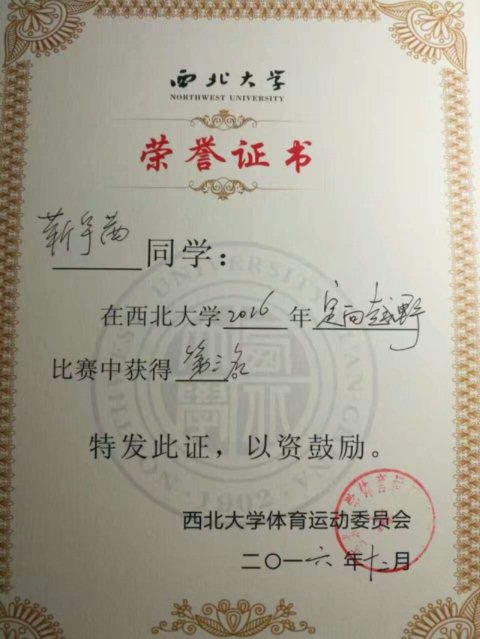 西北大学
NORTHWEST UNIVERSITY
荣誉证书
靳宇茜同学：
在西北大学2016年定向越野
比赛中获得第三名
特发此证，以资鼓励。
西北大学体育运动委员会
二〇一六年十二月